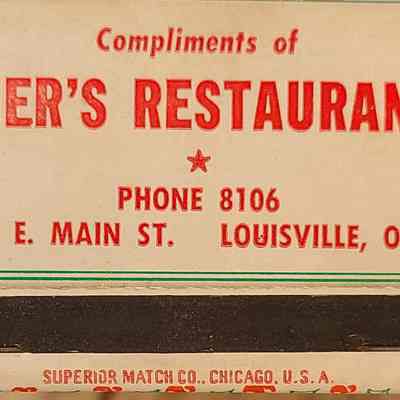 Compliments of
ER'S RESTAURAN
PHONE 8106
E. MAIN ST. LOUISVILLE, O
SUPERIOR MATCH CO., CHICAGO, U.S.A.